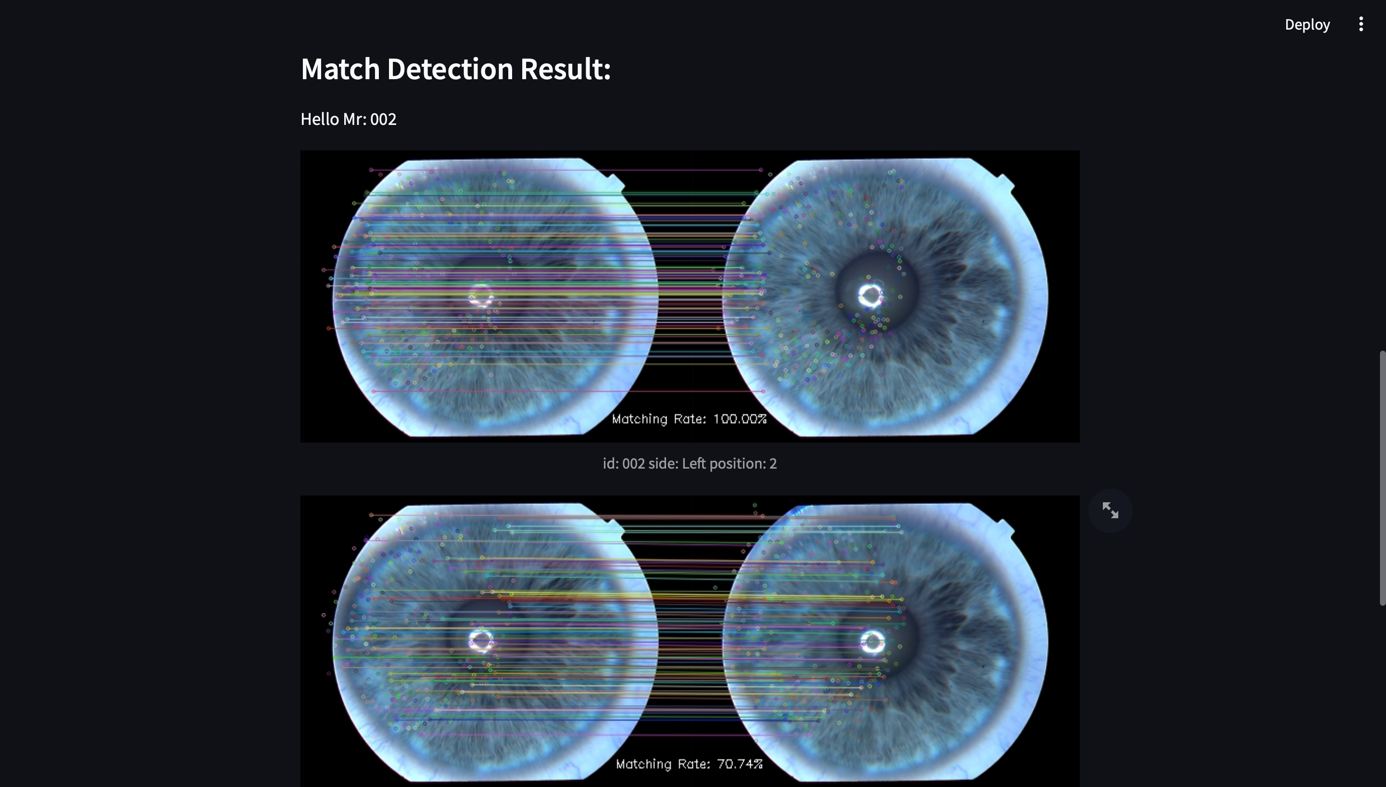 Deploy
Match Detection Result:
Hello Mr: 002
Matching Rate: 100.00%
id: 002 side: Left position: 2
Matching Rate: 70.74%